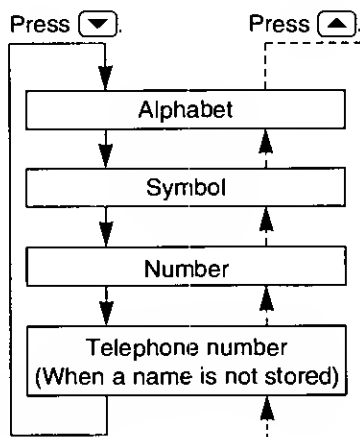 Press ▼.
Press ▲.
Alphabet
Symbol
Number
Telephone number
(When a name is not stored)